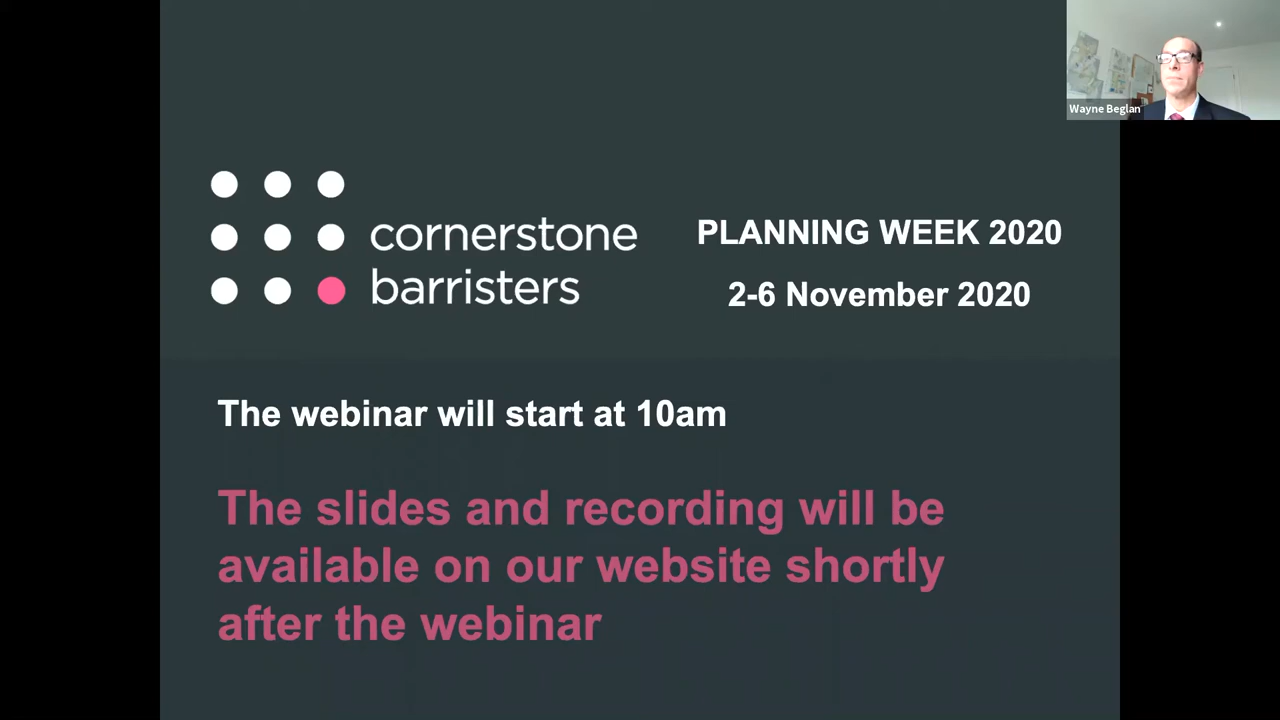 Wayne Beglan
cornerstone
barristers
PLANNING WEEK 2020
2-6 November 2020
The webinar will start at 10am
The slides and recording will be
available on our website shortly
after the webinar